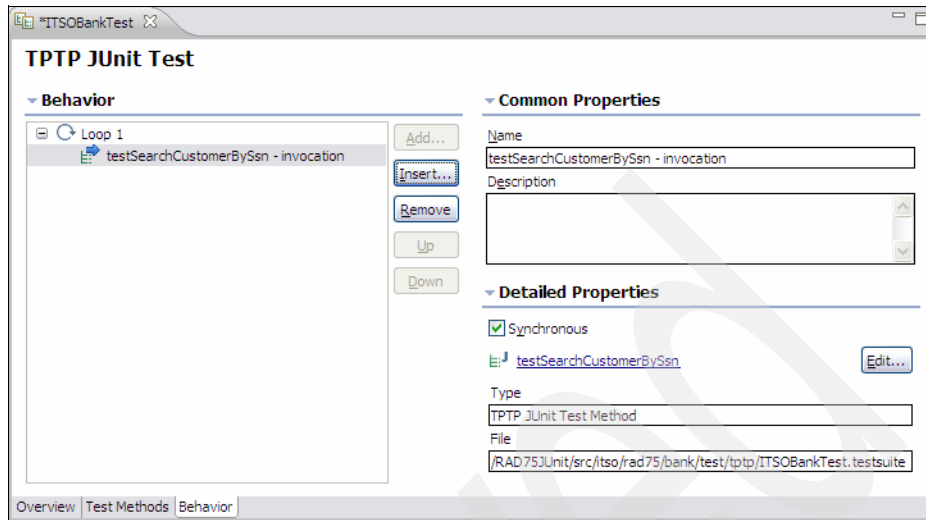 *ITSOBankTest
TPTP JUnit Test
Behavior
Loop 1
testSearchCustomerBySsn - invocation
Add...
Insert...
Remove
Up
Down
Common Properties
Name
testSearchCustomerBySsn - invocation
Description
Detailed Properties
Synchronous
testSearchCustomerBySsn
Edit...
Type
TPTP JUnit Test Method
File
/RAD75JUnit/src/itso/rad75/bank/test/tptp/ITSOBankTest.testsuite
Overview Test Methods Behavior